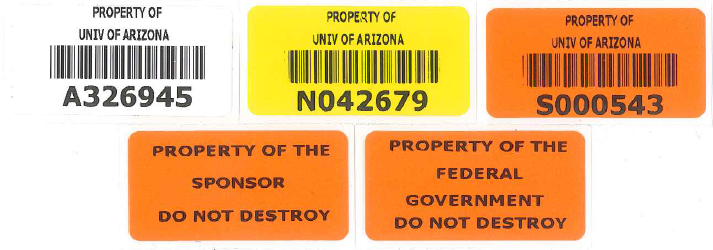 PROPERTY OF
UNIV OF ARIZONA
A326945
PROPERTY OF
UNIV OF ARIZONA
N042679
PROPERTY OF
UNIV OF ARIZONA
S000543
PROPERTY OF THE
SPONSOR
DO NOT DESTROY
PROPERTY OF THE
FEDERAL
GOVERNMENT
DO NOT DESTROY